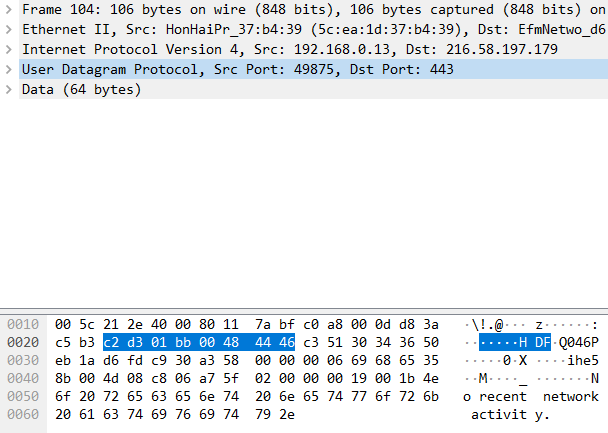 Frame 104: 106 bytes on wire (848 bits), 106 bytes captured (848 bits) on
Ethernet II, Src: HonHaiPr_37:b4:39 (5c:ea:1d:37:b4:39), Dst: EfmNetwo_d6
Internet Protocol Version 4, Src: 192.168.0.13, Dst: 216.58.197.179
User Datagram Protocol, Src Port: 49875, Dst Port: 443
Data (64 bytes)
0010 00 5c 21 2e 40 00 80 11 7a bf c0 a8 00 0d d8 3a ·\!.@··· z······:
0020 c5 b3 c2 d3 01 bb 00 48 44 46 c3 51 30 34 36 50 ·······H DF·Q046P
0030 eb 1a d6 fd c9 30 a3 58 00 00 00 06 69 68 65 35 ·····0·X ····ihe5
0040 8b 00 4d 08 c8 06 a7 5f 02 00 00 00 19 00 1b 4e ··M····_ ·······N
0050 6f 20 72 65 63 65 6e 74 20 6e 65 74 77 6f 72 6b o recent network
0060 20 61 63 74 69 76 69 74 79 2e activit y.